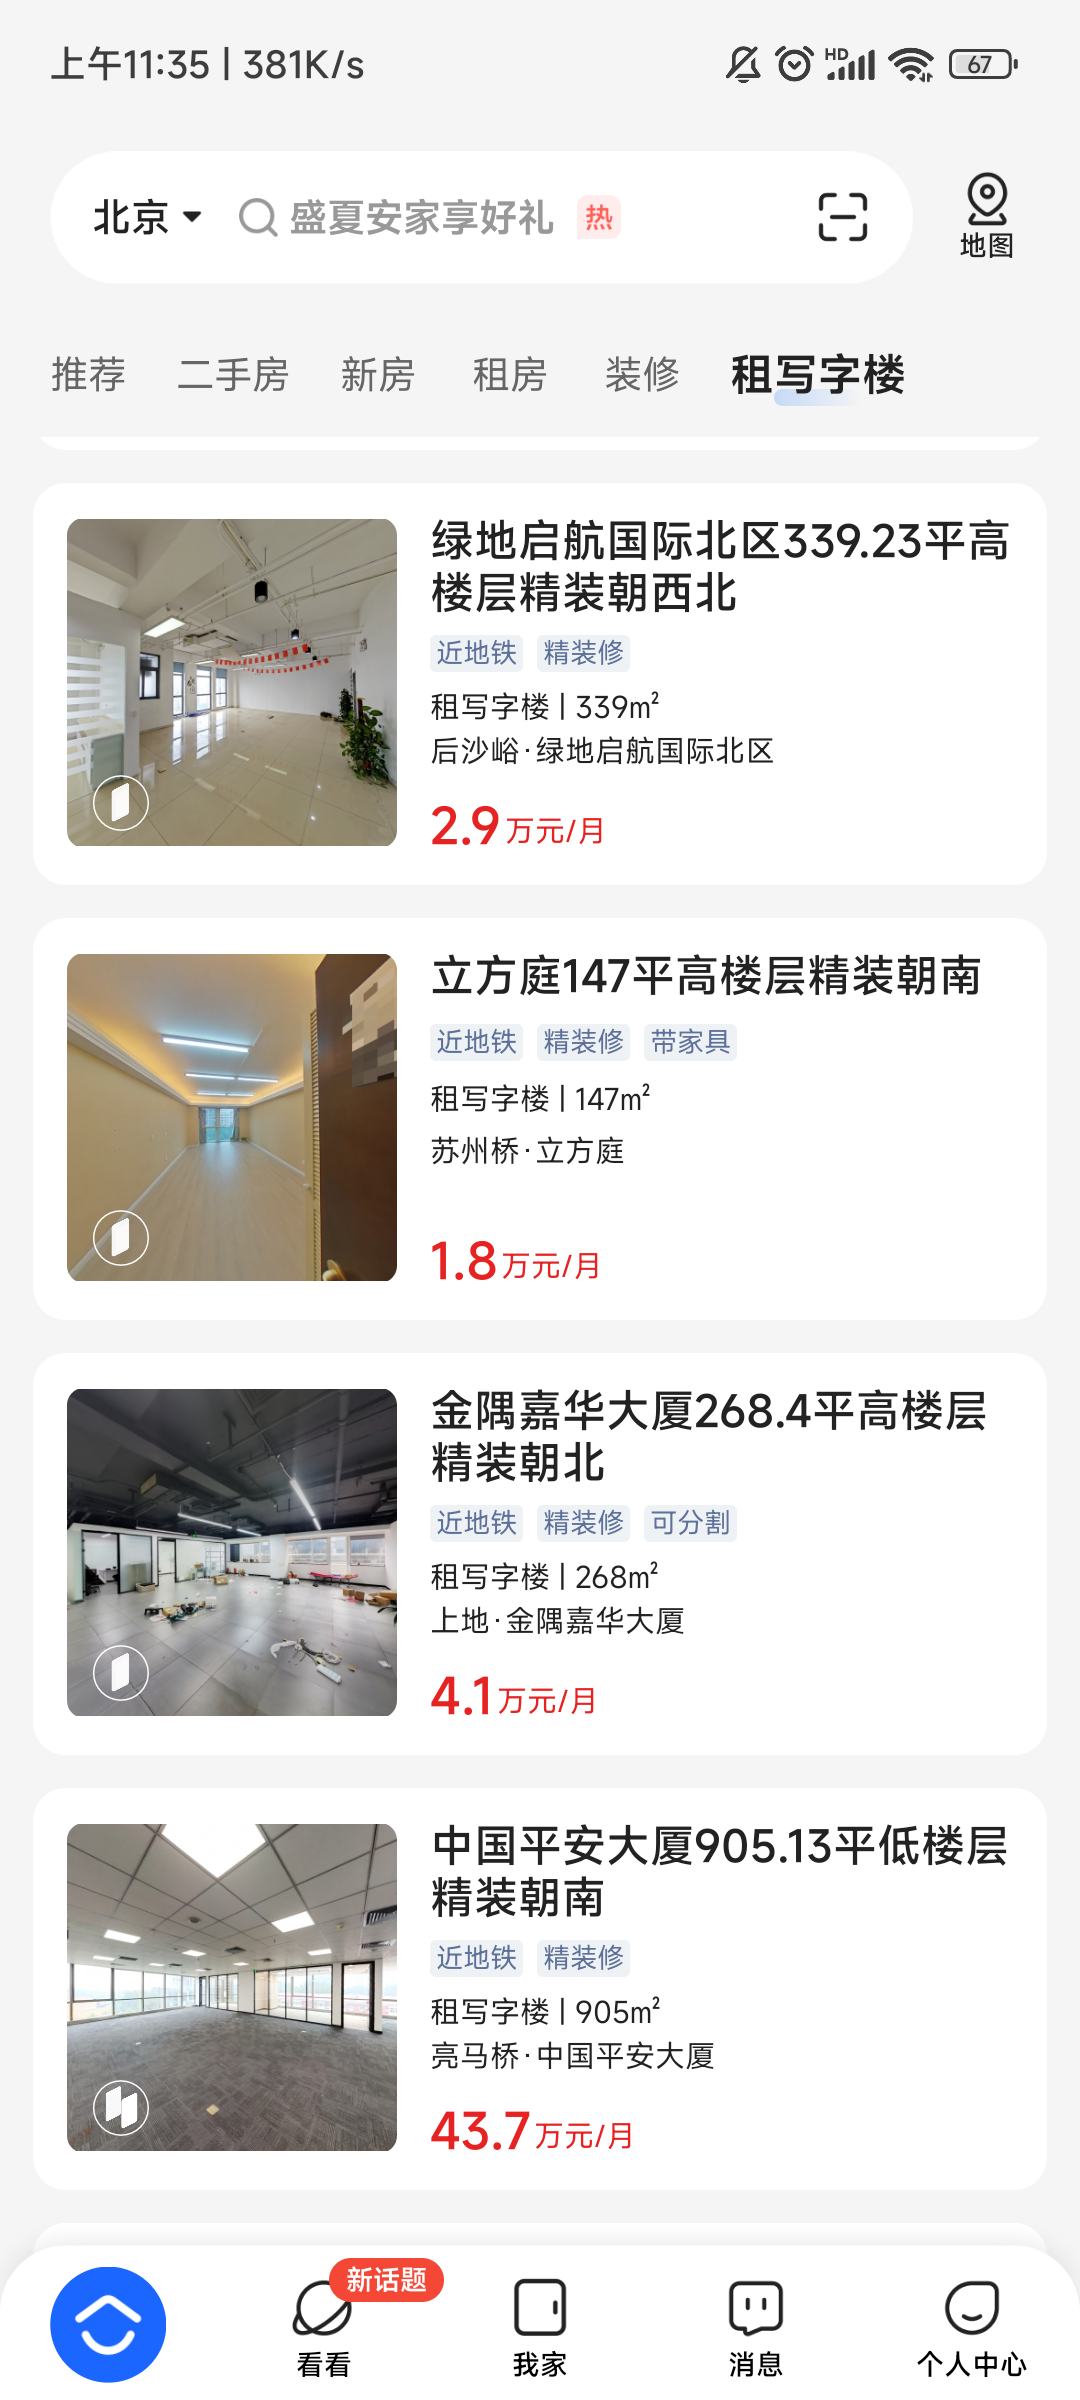 上午11:35 | 381K/s
HD
67
北京
盛夏安家享好礼 热
地图
推荐 二手房 新房 租房 装修 租写字楼
绿地启航国际北区339.23平高
楼层精装朝西北
近地铁 精装修
租写字楼 | 339m²
后沙峪·绿地启航国际北区
2.9万元/月
立方庭147平高楼层精装朝南
近地铁 精装修 带家具
租写字楼 | 147m²
苏州桥·立方庭
1.8万元/月
金隅嘉华大厦268.4平高楼层
精装朝北
近地铁 精装修 可分割
租写字楼 | 268m²
上地·金隅嘉华大厦
4.1万元/月
中国平安大厦905.13平低楼层
精装朝南
近地铁 精装修
租写字楼 | 905m²
亮马桥·中国平安大厦
43.7万元/月
新话题
看看 我家 消息 个人中心